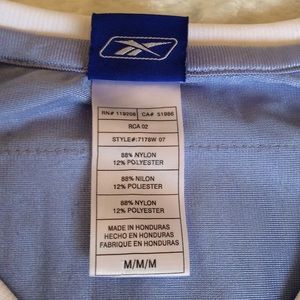 RN# 119208 CA# 51986
RCA 02
STYLE#: 7178W 07
88% NYLON
12% POLYESTER
88% NILON
12% POLIESTER
88% NYLON
12% POLYESTER
MADE IN HONDURAS
HECHO EN HONDURAS
FABRIQUE EN HONDURAS
M/M/M